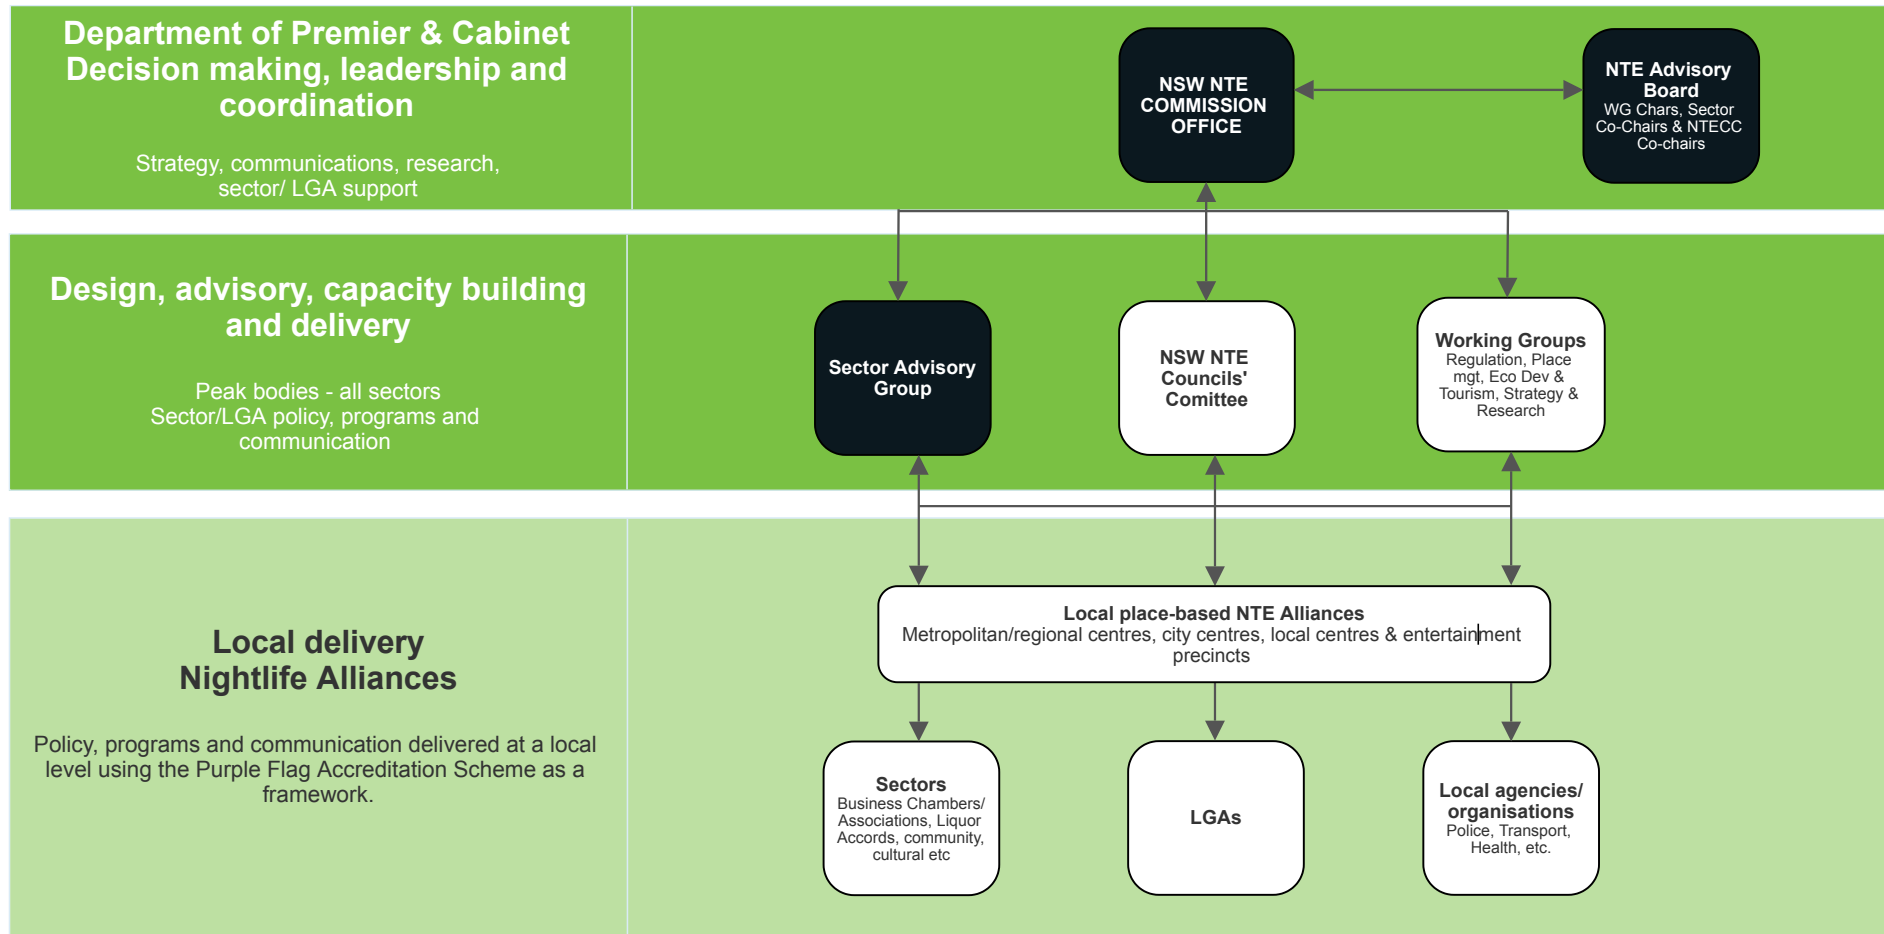 Department of Premier & Cabinet
Decision making, leadership and
coordination
Strategy, communications, research,
sector/ LGA support
NSW NTE
COMMISSION
OFFICE
NTE Advisory
Board
WG Chars, Sector
Co-Chairs & NTECC
Co-chairs
Design, advisory, capacity building
and delivery
Peak bodies - all sectors
Sector/LGA policy, programs and
communication
Sector Advisory
Group
NSW NTE
Councils'
Comittee
Working Groups
Regulation, Place
mgt, Eco Dev &
Tourism, Strategy &
Research
Local delivery
Nightlife Alliances
Policy, programs and communication delivered at a local
level using the Purple Flag Accreditation Scheme as a
framework.
Local place-based NTE Alliances
Metropolitan/regional centres, city centres, local centres & entertainment
precincts
Sectors
Business Chambers/
Associations, Liquor
Accords, community,
cultural etc
LGAs
Local agencies/
organisations
Police, Transport,
Health, etc.